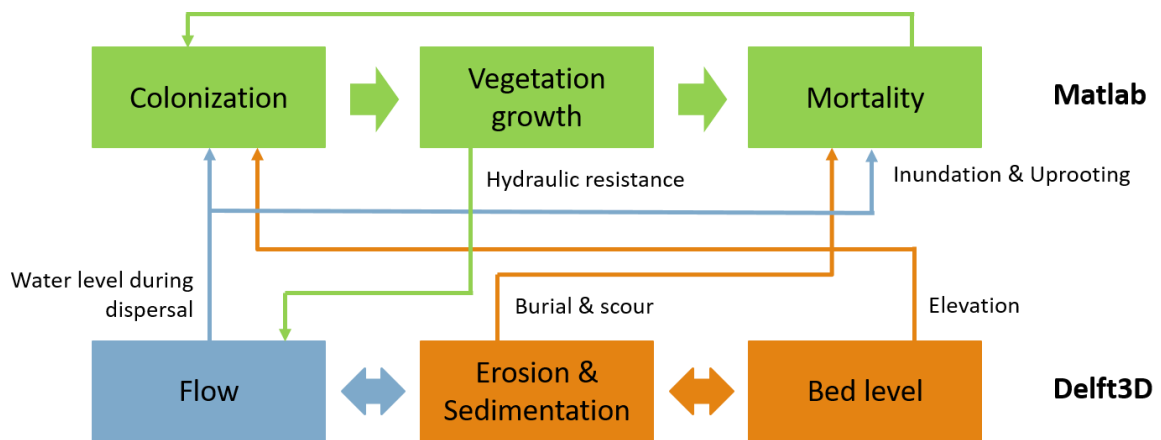 Colonization
Vegetation
growth
Mortality
Matlab
Hydraulic resistance
Inundation & Uprooting
Water level during
dispersal
Burial & scour
Elevation
Flow
Erosion &
Sedimentation
Bed level
Delft3D